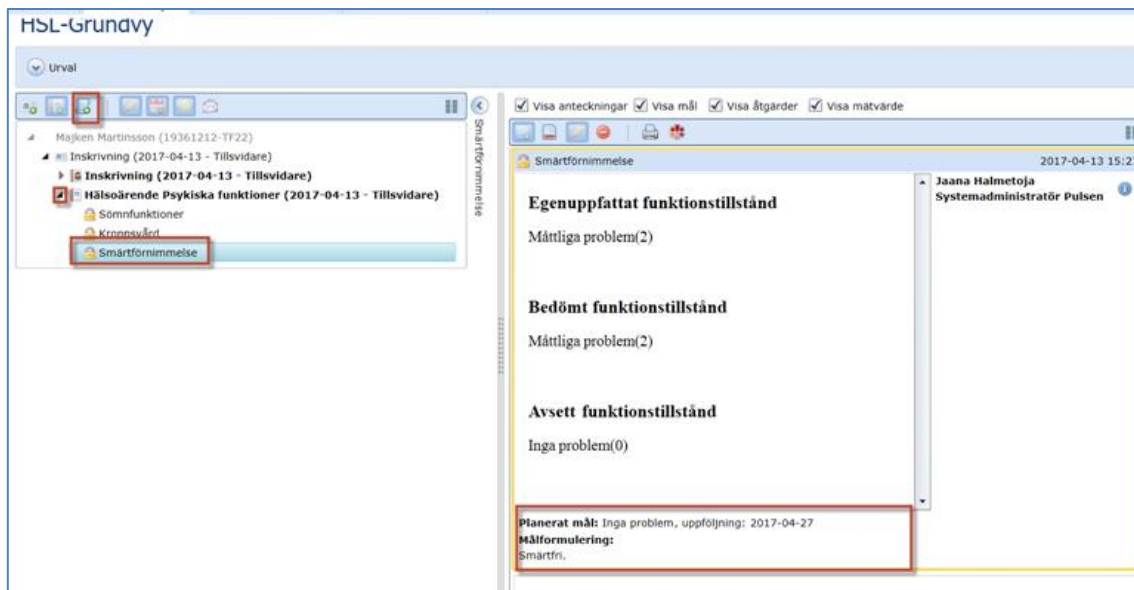 HSL-Grundvy
Urval
Majken Martinsson (19361212-TF22)
Inskrivning (2017-04-13 - Tillsvidare)
Inskrivning (2017-04-13 - Tillsvidare)
Hälsoärende Psykiska funktioner (2017-04-13 - Tillsvidare)
Sömnfunktioner
Kroppsvård
Smärtförnimmelse
Smärtförnimmelse
Visa anteckningar Visa mål Visa åtgärder Visa mätvärde
Smärtförnimmelse 2017-04-13 15:2
Jaana Halmetoja
Systemadministratör Pulsen
Egenuppfattat funktionstillstånd
Måttliga problem(2)
Bedömt funktionstillstånd
Måttliga problem(2)
Avsett funktionstillstånd
Inga problem(0)
Planerat mål: Inga problem, uppföljning: 2017-04-27
Målformulering:
Smärtfri.